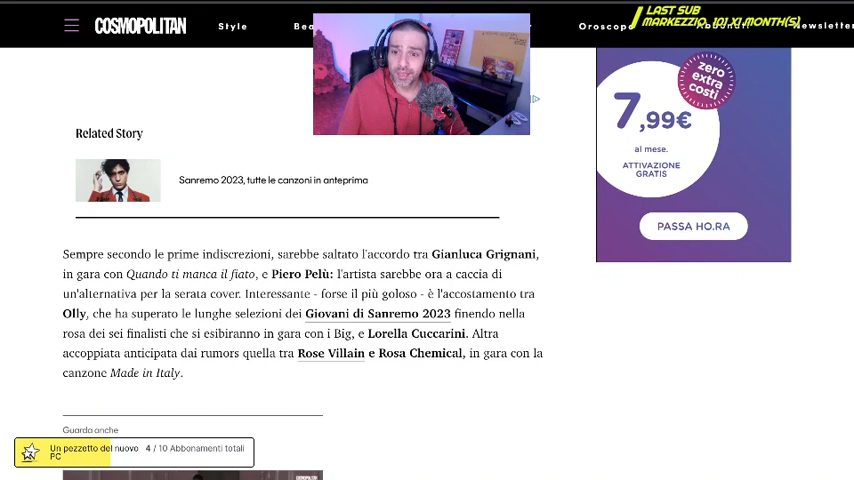 COSMOPOLITAN
Style
Oroscopo
Newsletter
LAST SUB
MARKEZZIO_101 X1 MONTH(S)
zero extra costi
7,99€
al mese.
ATTIVAZIONE
GRATIS
PASSA HO.RA
Related Story
Sanremo 2023, tutte le canzoni in anteprima
Sempre secondo le prime indiscrezioni, sarebbe saltato l'accordo tra Gianluca Grignani,
in gara con Quando ti manca il fiato, e Piero Pelù: l'artista sarebbe ora a caccia di
un'alternativa per la serata cover. Interessante - forse il più goloso - è l'accostamento tra
Olly, che ha superato le lunghe selezioni dei Giovani di Sanremo 2023 finendo nella
rosa dei sei finalisti che si esibiranno in gara con i Big, e Lorella Cuccarini. Altra
accoppiata anticipata dai rumors quella tra Rose Villain e Rosa Chemical, in gara con la
canzone Made in Italy.
Guarda anche
Un pezzetto del nuovo PC
4 / 10 Abbonamenti totali
COSMOPOLITAN